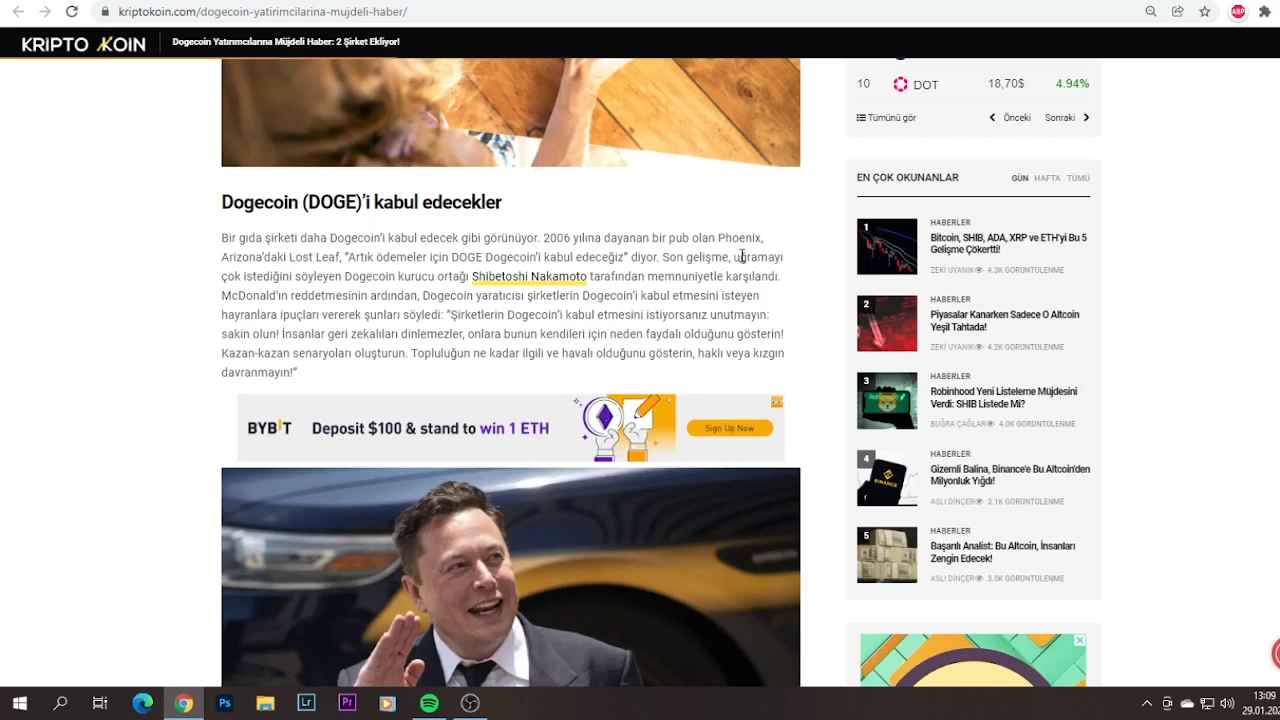 kriptokoin.com/dogecoin-yatirimcilarina-mujdeli-haber/
ABP
KRIPTO KOIN
Dogecoin Yatırımcılarına Müjdeli Haber: 2 Şirket Ekliyor!
Dogecoin (DOGE)’i kabul edecekler
Bir gıda şirketi daha Dogecoin’i kabul edecek gibi görünüyor. 2006 yılına dayanan bir pub olan Phoenix,
Arizona’daki Lost Leaf, “Artık ödemeler için DOGE Dogecoin’i kabul edeceğiz” diyor. Son gelişme, uğramayı
çok istediğini söyleyen Dogecoin kurucu ortağı Shibetoshi Nakamoto tarafından memnuniyetle karşılandı.
McDonald’ın reddetmesinin ardından, Dogecoin yaratıcısı şirketlerin Dogecoin’i kabul etmesini isteyen
hayranlara ipuçları vererek şunları söyledi: “Şirketlerin Dogecoin’i kabul etmesini istiyorsanız unutmayın:
sakin olun! İnsanlar geri zekalıları dinlemezler, onlara bunun kendileri için neden faydalı olduğunu gösterin!
Kazan-kazan senaryoları oluşturun. Topluluğun ne kadar ilgili ve havalı olduğunu gösterin, haklı veya kızgın
davranmayın!”
BYBIT Deposit $100 & stand to win 1 ETH Sign Up Now
10 DOT 18,70$ 4.94%
Tümünü gör Önceki Sonraki
EN ÇOK OKUNANLAR GÜN HAFTA TÜMÜ
1
HABERLER
Bitcoin, SHIB, ADA, XRP ve ETH'yi Bu 5
Gelişme Çökertti!
ZEKİ UYANIK 4.3K GÖRÜNTÜLENME
2
HABERLER
Piyasalar Kanarken Sadece O Altcoin
Yeşil Tahtada!
ZEKİ UYANIK 4.2K GÖRÜNTÜLENME
3
HABERLER
Robinhood Yeni Listeleme Müjdesini
Verdi: SHIB Listede Mi?
BUĞRA ÇAĞLAR 4.0K GÖRÜNTÜLENME
4
HABERLER
Gizemli Balina, Binance'e Bu Altcoin'den
Milyonluk Yığdı!
ASLI DİNÇER 3.1K GÖRÜNTÜLENME
5
HABERLER
Başarılı Analist: Bu Altcoin, İnsanları
Zengin Edecek!
ASLI DİNÇER 3.0K GÖRÜNTÜLENME
Ps
Lr
Pr
13:09
29.01.20